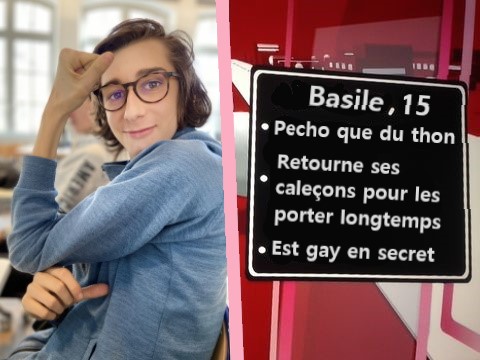 Basile, 15
• Pecho que du thon
• Retourne ses
caleçons pour les
porter longtemps
• Est gay en secret